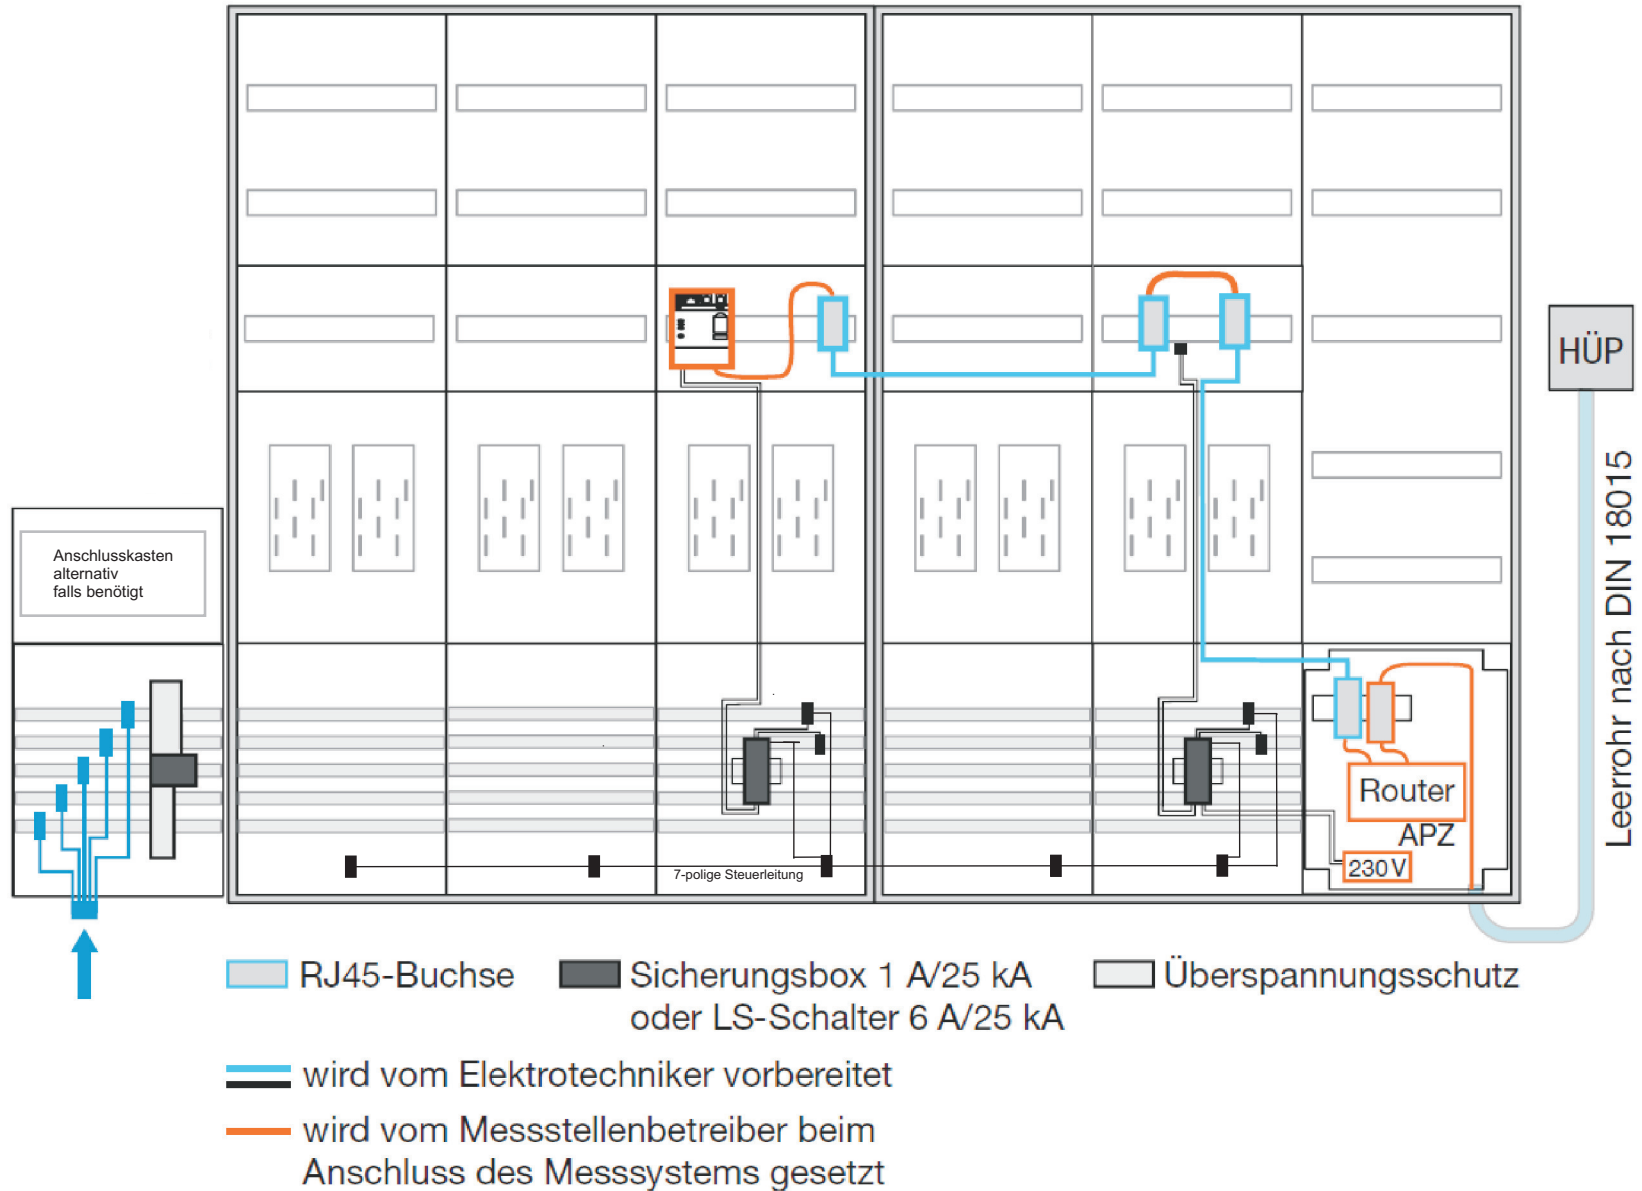 HÜP
Leerrohr nach DIN 18015
Anschlusskasten
alternativ
falls benötigt
Router
APZ
230 V
7-polige Steuerleitung
RJ45-Buchse
Sicherungsbox 1 A/25 kA
oder LS-Schalter 6 A/25 kA
Überspannungsschutz
wird vom Elektrotechniker vorbereitet
wird vom Messstellenbetreiber beim
Anschluss des Messsystems gesetzt